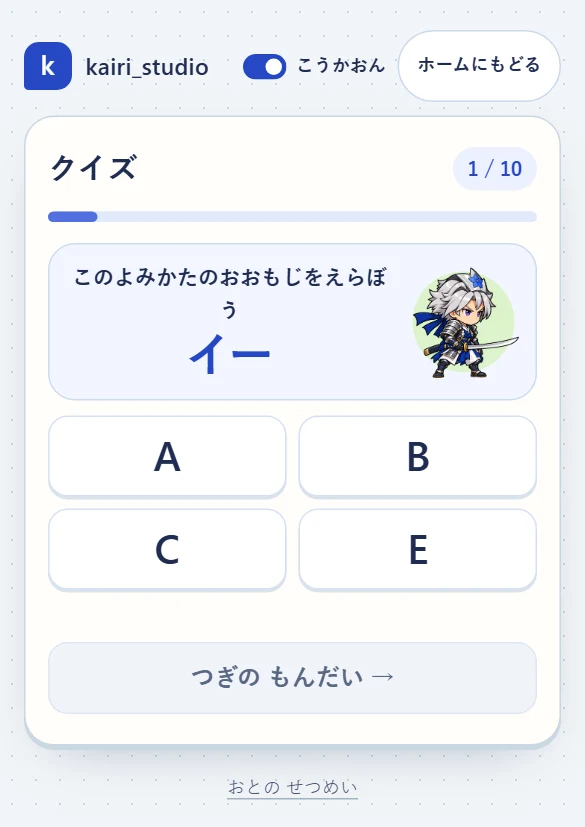 k
kairi_studio
こうかおん
ホームにもどる
クイズ
1 / 10
このよみかたのおおもじをえらぼ
う
イー
A
B
C
E
つぎの もんだい →
おとの せつめい